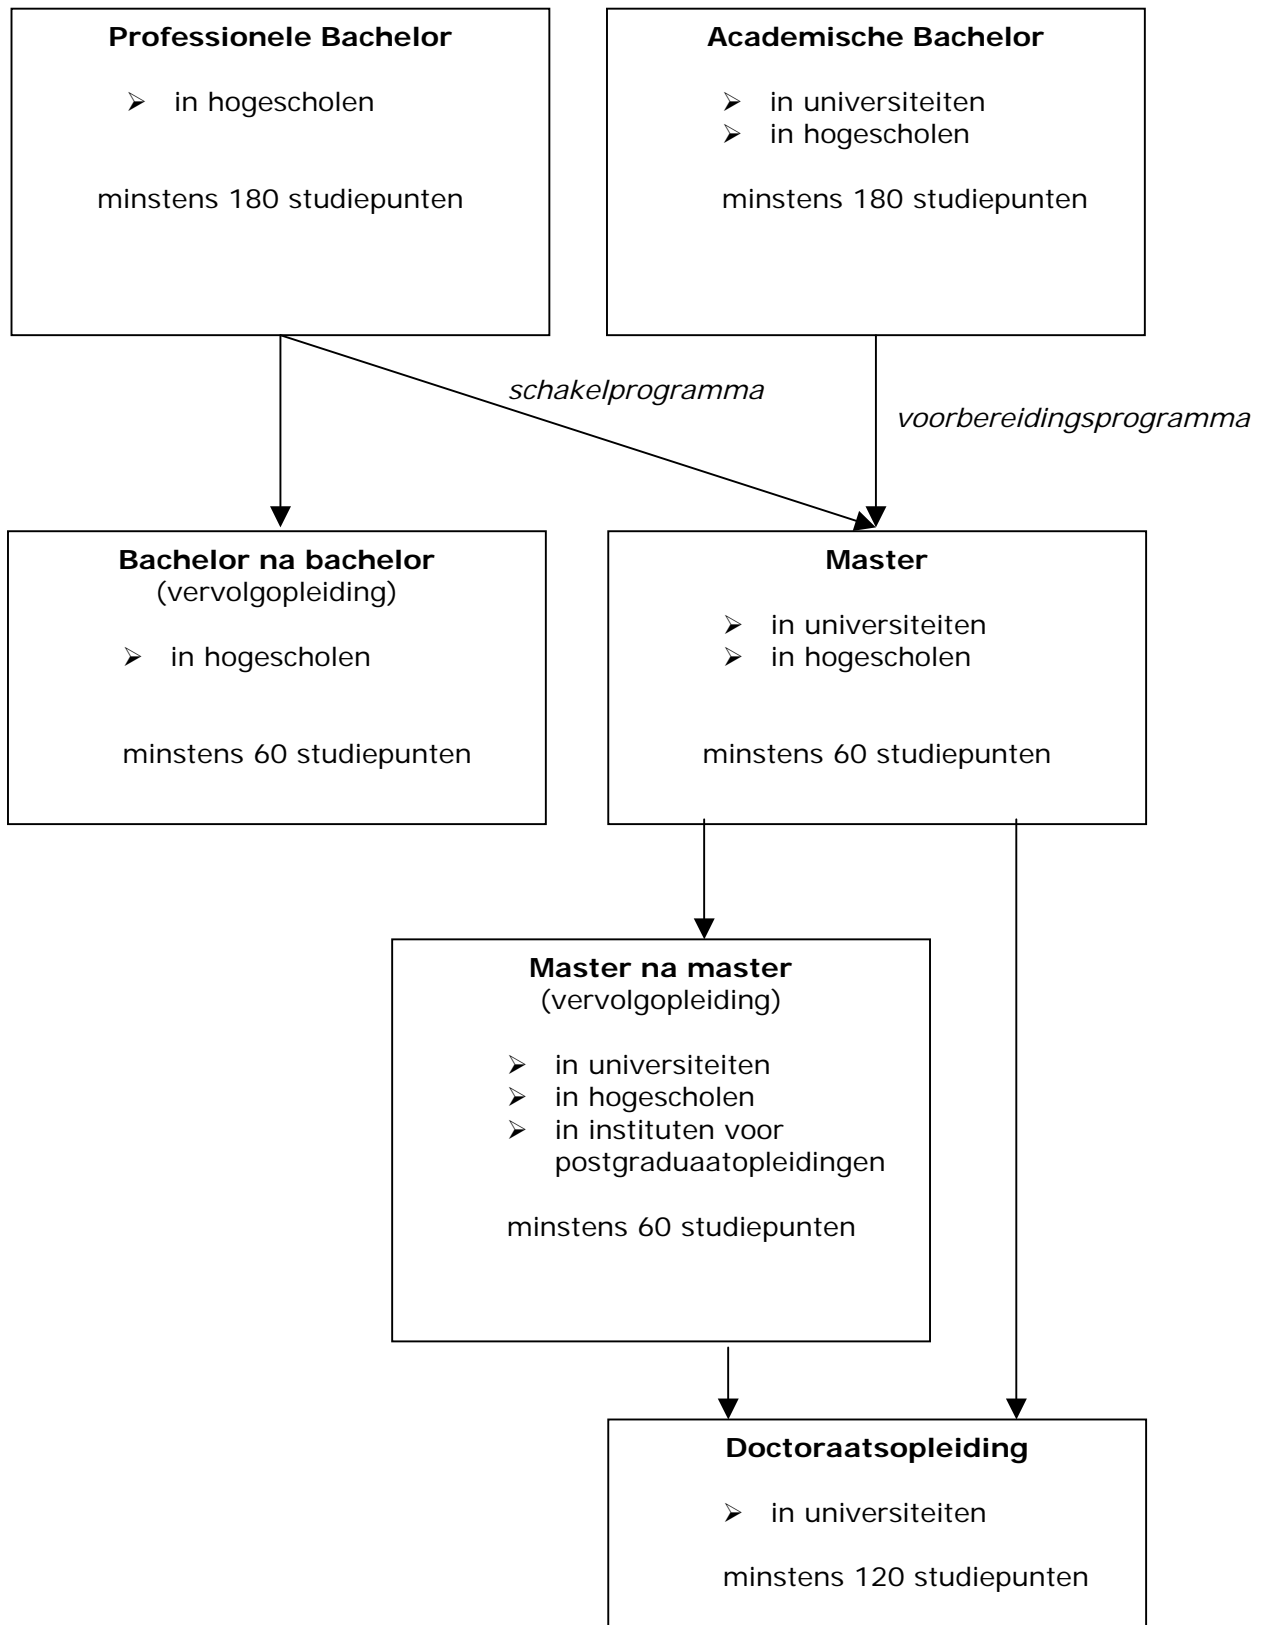 Professionele Bachelor
➢ in hogescholen
minstens 180 studiepunten
Academische Bachelor
➢ in universiteiten
➢ in hogescholen
minstens 180 studiepunten
schakelprogramma
voorbereidingsprogramma
Bachelor na bachelor
(vervolgopleiding)
➢ in hogescholen
minstens 60 studiepunten
Master
➢ in universiteiten
➢ in hogescholen
minstens 60 studiepunten
Master na master
(vervolgopleiding)
➢ in universiteiten
➢ in hogescholen
➢ in instituten voor
postgraduaatopleidingen
minstens 60 studiepunten
Doctoraatsopleiding
➢ in universiteiten
minstens 120 studiepunten